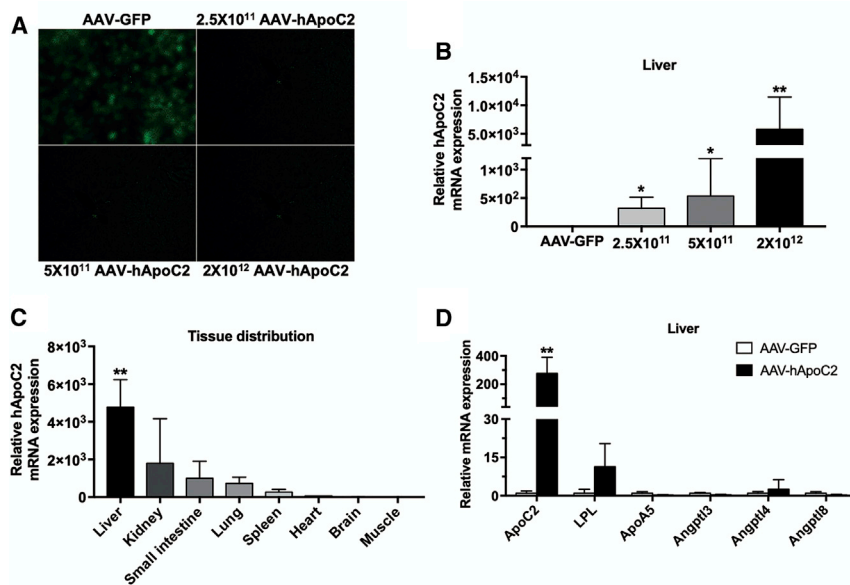 A
AAV-GFP
2.5X10¹¹ AAV-hApoC2
5X10¹¹ AAV-hApoC2
2X10¹² AAV-hApoC2
B
Liver
Relative hApoC2
mRNA expression
1.5×10⁴
1.0×10⁴
5.0×10³
1×10³
5×10²
0
*
*
**
AAV-GFP
2.5X10¹¹
5X10¹¹
2X10¹²
C
Tissue distribution
Relative hApoC2
mRNA expression
8×10³
6×10³
4×10³
2×10³
0
**
Liver
Kidney
Small intestine
Lung
Spleen
Heart
Brain
Muscle
D
Liver
AAV-GFP
AAV-hApoC2
Relative mRNA expression
400
200
30
15
0
**
ApoC2
LPL
ApoA5
Angptl3
Angptl4
Angptl8